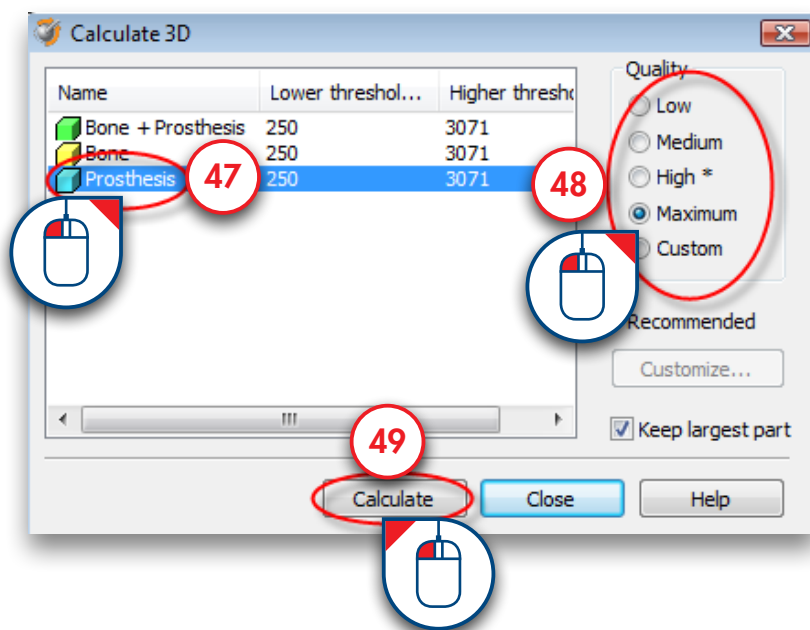 Calculate 3D
Name Lower threshol... Higher thresho
Bone + Prosthesis 250 3071
Bone 250 3071
Prosthesis 250 3071
47
Quality
Low
Medium
High *
Maximum
Custom
48
Recommended
Customize...
Keep largest part
49
Calculate Close Help